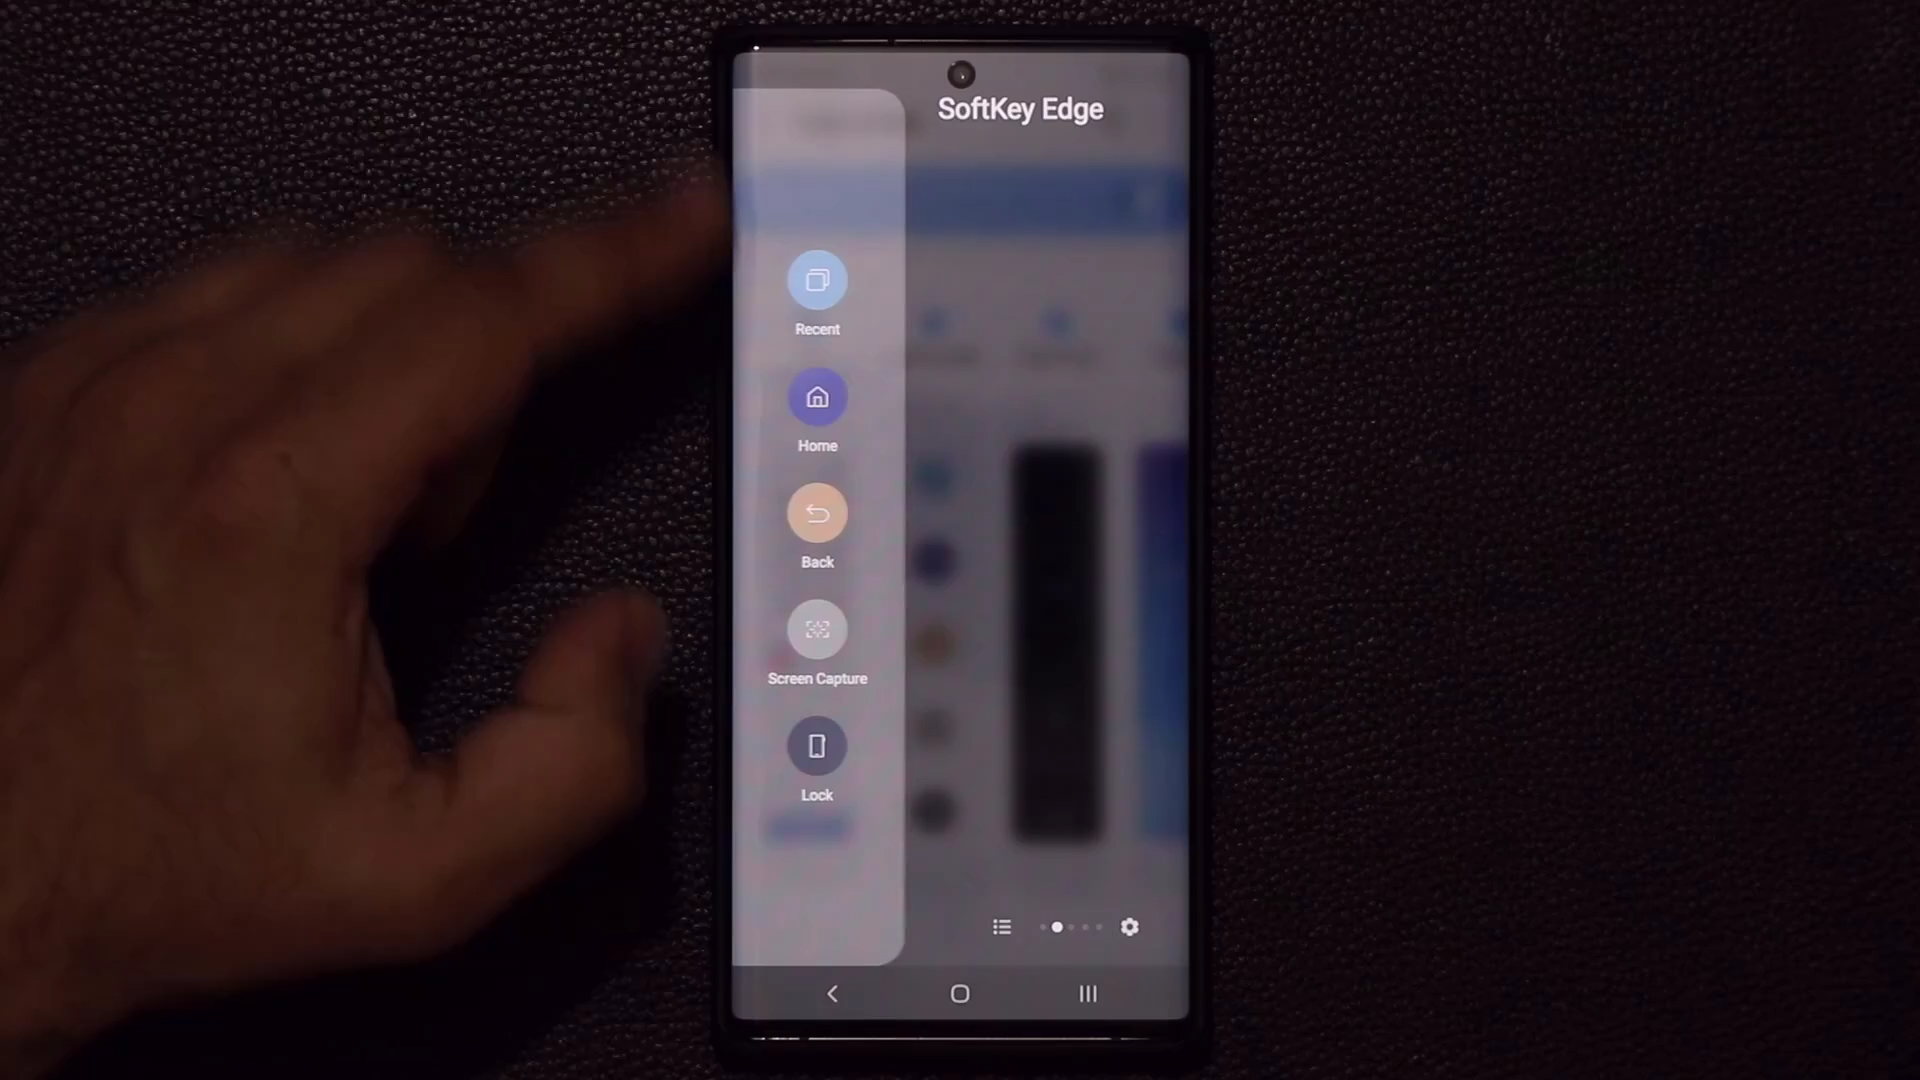 SoftKey Edge
Recent
Home
Back
Screen Capture
Lock